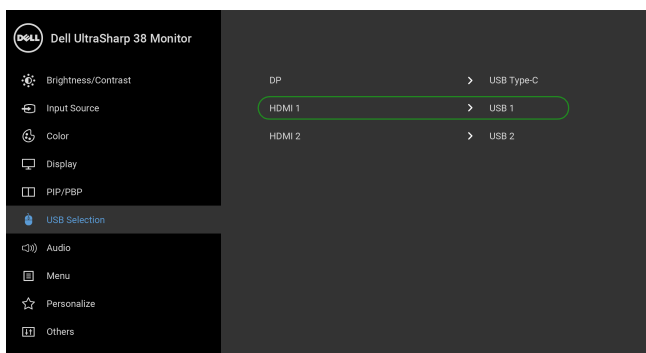 DELL Dell UltraSharp 38 Monitor
Brightness/Contrast
Input Source
Color
Display
PIP/PBP
USB Selection
Audio
Menu
Personalize
Others
DP > USB Type-C
HDMI 1 > USB 1
HDMI 2 > USB 2